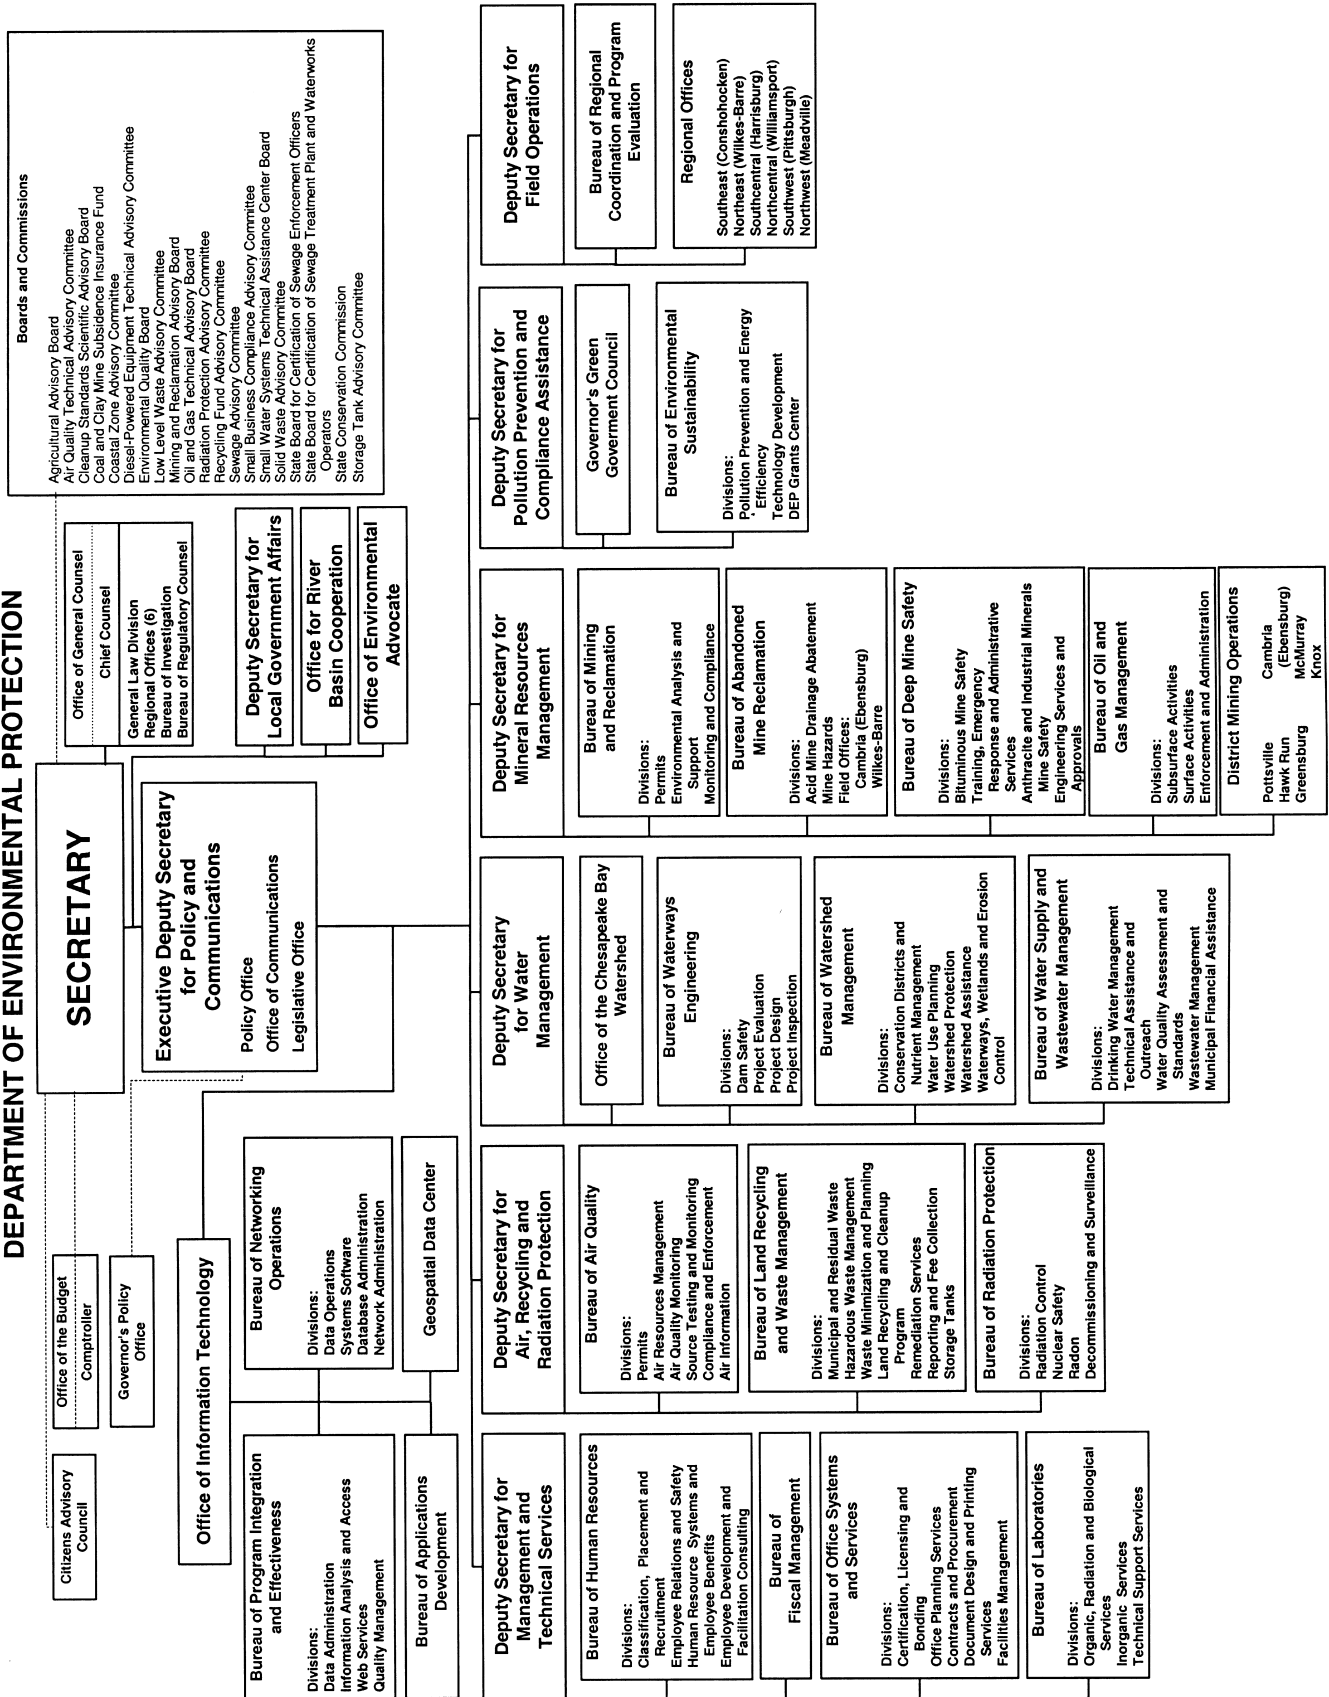 DEPARTMENT OF ENVIRONMENTAL PROTECTION
SECRETARY
Citizens Advisory
Council
Office of the Budget
Comptroller
Governor's Policy
Office
Office of General Counsel
Chief Counsel
General Law Division
Regional Offices (6)
Bureau of Investigation
Bureau of Regulatory Counsel
Boards and Commissions
Agricultural Advisory Board
Air Quality Technical Advisory Committee
Cleanup Standards Scientific Advisory Board
Coal and Clay Mine Subsidence Insurance Fund
Coastal Zone Advisory Committee
Diesel-Powered Equipment Technical Advisory Committee
Environmental Quality Board
Low Level Waste Advisory Committee
Mining and Reclamation Advisory Board
Oil and Gas Technical Advisory Board
Radiation Protection Advisory Committee
Recycling Fund Advisory Committee
Sewage Advisory Committee
Small Business Compliance Advisory Committee
Small Water Systems Technical Assistance Center Board
Solid Waste Advisory Committee
State Board for Certification of Sewage Enforcement Officers
State Board for Certification of Sewage Treatment Plant and Waterworks
Operators
State Conservation Commission
Storage Tank Advisory Committee
Executive Deputy Secretary
for Policy and
Communications
Policy Office
Office of Communications
Legislative Office
Deputy Secretary for
Local Government Affairs
Office for River
Basin Cooperation
Office of Environmental
Advocate
Office of Information Technology
Bureau of Program Integration
and Effectiveness
Divisions:
Data Administration
Information Analysis and Access
Web Services
Quality Management
Bureau of Networking
Operations
Divisions:
Data Operations
Systems Software
Database Administration
Network Administration
Bureau of Applications
Development
Geospatial Data Center
Deputy Secretary for
Management and
Technical Services
Bureau of Human Resources
Divisions:
Classification, Placement and
Recruitment
Employee Relations and Safety
Human Resource Systems and
Employee Benefits
Employee Development and
Facilitation Consulting
Bureau of
Fiscal Management
Bureau of Office Systems
and Services
Divisions:
Certification, Licensing and
Bonding
Office Planning Services
Contracts and Procurement
Document Design and Printing
Services
Facilities Management
Bureau of Laboratories
Divisions:
Organic, Radiation and Biological
Services
Inorganic Services
Technical Support Services
Deputy Secretary for
Air, Recycling and
Radiation Protection
Bureau of Air Quality
Divisions:
Permits
Air Resources Management
Air Quality Monitoring
Source Testing and Monitoring
Compliance and Enforcement
Air Information
Bureau of Land Recycling
and Waste Management
Divisions:
Municipal and Residual Waste
Hazardous Waste Management
Waste Minimization and Planning
Land Recycling and Cleanup
Program
Remediation Services
Reporting and Fee Collection
Storage Tanks
Bureau of Radiation Protection
Divisions:
Radiation Control
Nuclear Safety
Radon
Decommissioning and Surveillance
Deputy Secretary
for Water
Management
Office of the Chesapeake Bay
Watershed
Bureau of Waterways
Engineering
Divisions:
Dam Safety
Project Evaluation
Project Design
Project Inspection
Bureau of Watershed
Management
Divisions:
Conservation Districts and
Nutrient Management
Water Use Planning
Watershed Protection
Watershed Assistance
Waterways, Wetlands and Erosion
Control
Bureau of Water Supply and
Wastewater Management
Divisions:
Drinking Water Management
Technical Assistance and
Outreach
Water Quality Assessment and
Standards
Wastewater Management
Municipal Financial Assistance
Deputy Secretary for
Mineral Resources
Management
Bureau of Mining
and Reclamation
Divisions:
Permits
Environmental Analysis and
Support
Monitoring and Compliance
Bureau of Abandoned
Mine Reclamation
Divisions:
Acid Mine Drainage Abatement
Mine Hazards
Field Offices:
Cambria (Ebensburg)
Wilkes-Barre
Bureau of Deep Mine Safety
Divisions:
Bituminous Mine Safety
Training, Emergency
Response and Administrative
Services
Anthracite and Industrial Minerals
Mine Safety
Engineering Services and
Approvals
Bureau of Oil and
Gas Management
Divisions:
Subsurface Activities
Surface Activities
Enforcement and Administration
District Mining Operations
Pottsville Cambria
Hawk Run (Ebensburg)
Greensburg McMurray
Knox
Deputy Secretary for
Pollution Prevention and
Compliance Assistance
Governor's Green
Goverment Council
Bureau of Environmental
Sustainability
Divisions:
Pollution Prevention and Energy
Efficiency
Technology Development
DEP Grants Center
Deputy Secretary for
Field Operations
Bureau of Regional
Coordination and Program
Evaluation
Regional Offices
Southeast (Conshohocken)
Northeast (Wilkes-Barre)
Southcentral (Harrisburg)
Northcentral (Williamsport)
Southwest (Pittsburgh)
Northwest (Meadville)